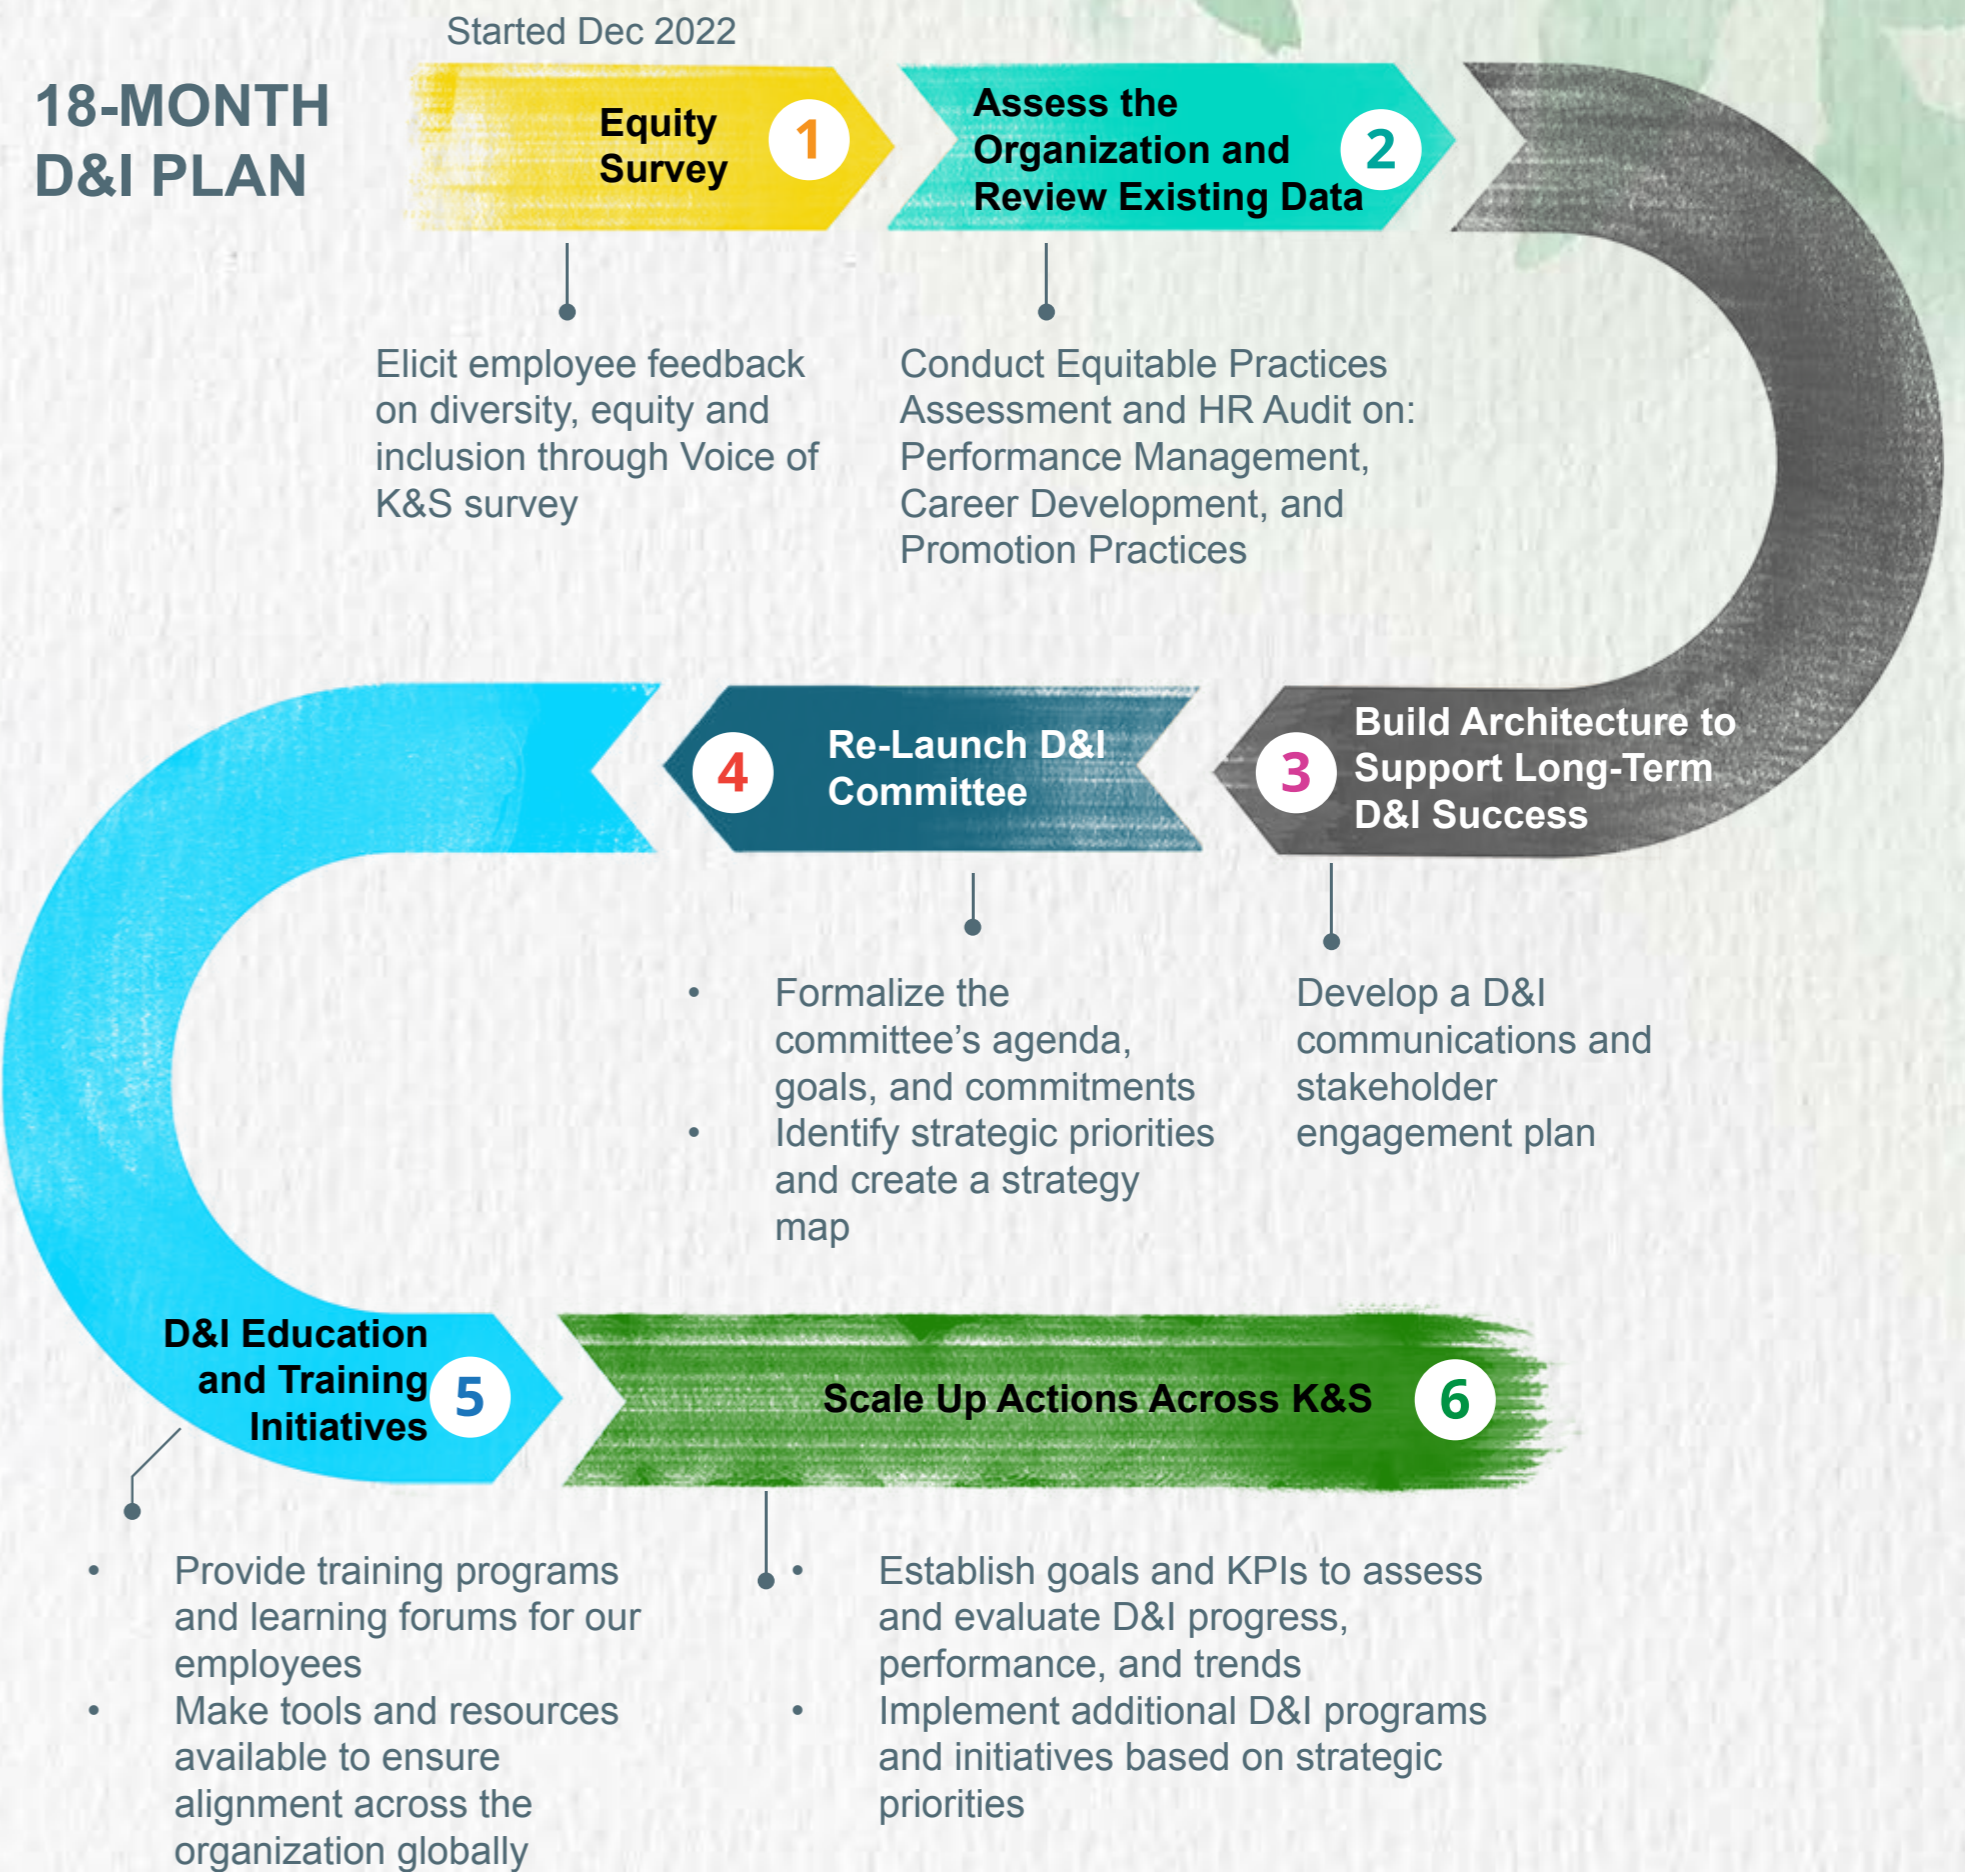 Started Dec 2022
18-MONTH
D&I PLAN
Equity
Survey
1
Assess the
Organization and
Review Existing Data
2
Elicit employee feedback
on diversity, equity and
inclusion through Voice of
K&S survey
Conduct Equitable Practices
Assessment and HR Audit on:
Performance Management,
Career Development, and
Promotion Practices
3
Build Architecture to
Support Long-Term
D&I Success
Develop a D&I
communications and
stakeholder
engagement plan
4
Re-Launch D&I
Committee
• Formalize the
committee’s agenda,
goals, and commitments
• Identify strategic priorities
and create a strategy
map
D&I Education
and Training
Initiatives
5
• Provide training programs
and learning forums for our
employees
• Make tools and resources
available to ensure
alignment across the
organization globally
Scale Up Actions Across K&S
6
• Establish goals and KPIs to assess
and evaluate D&I progress,
performance, and trends
• Implement additional D&I programs
and initiatives based on strategic
priorities